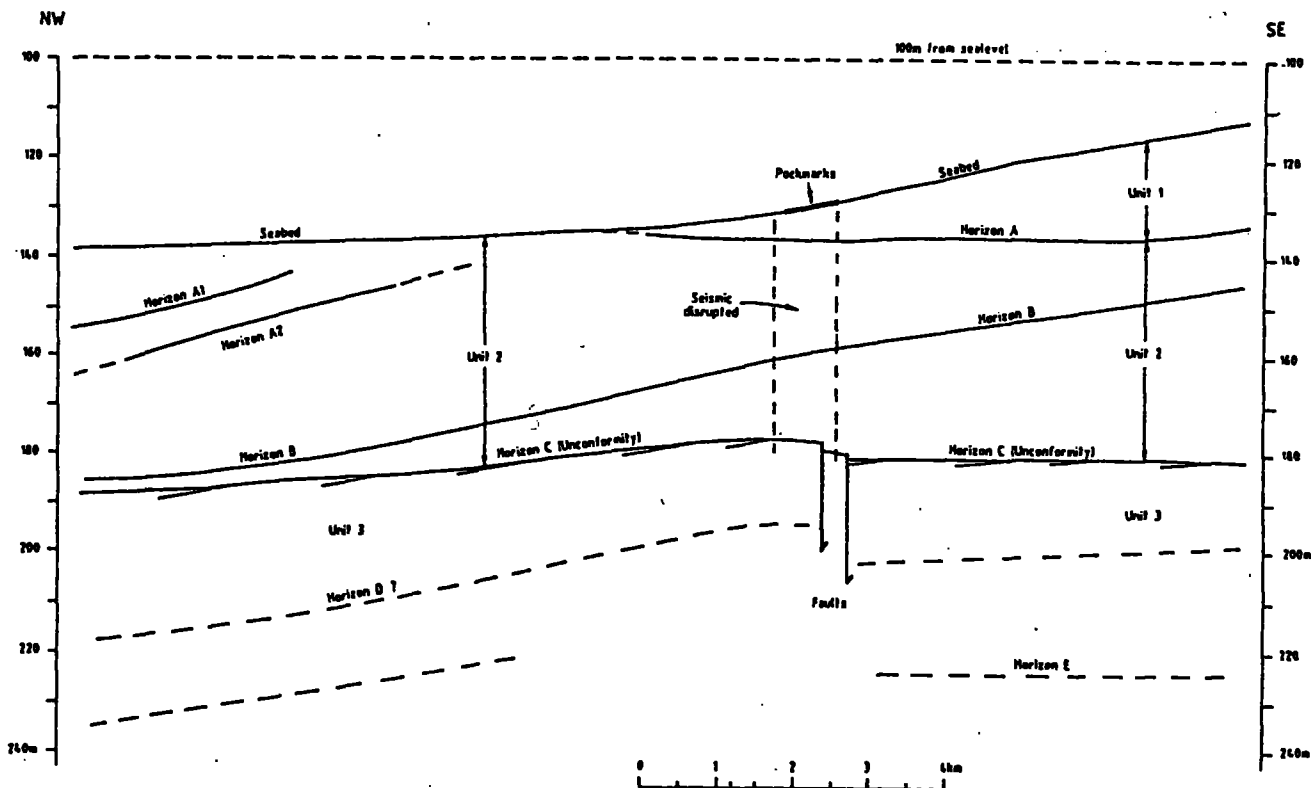 NW
SE
100m from sealevel
100
.100
120
120
Pockmarks
Seabed
Unit 1
Seabed
Horizon A
140
140
Horizon A1
Seismic
disrupted
Horizon B
Horizon A2
160
Unit 2
Unit 2
160
Horizon B
Horizon C (Unconformity)
Horizon C (Unconformity)
180
180
Unit 3
Unit 3
200
200m
Horizon D ?
Faults
220
220
Horizon E
240m
240m
0 1 2 3 4km